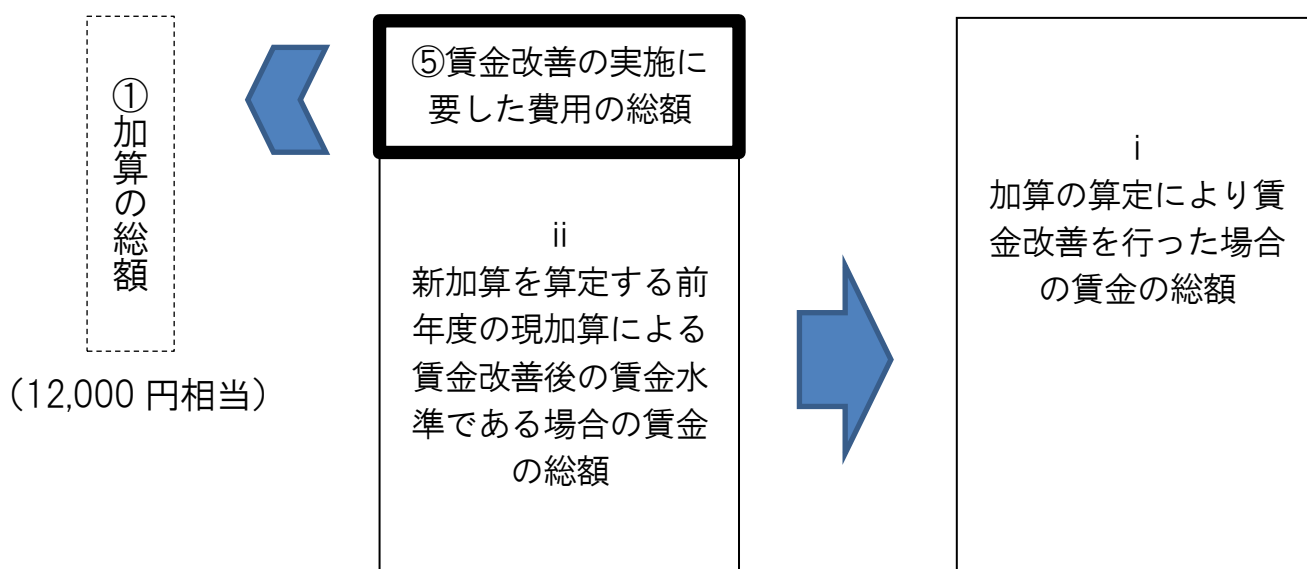 ①加算の総額
(12,000 円相当)
⑤賃金改善の実施に
要した費用の総額
ⅱ
新加算を算定する前
年度の現加算による
賃金改善後の賃金水
準である場合の賃金
の総額
ⅰ
加算の算定により賃
金改善を行った場合
の賃金の総額